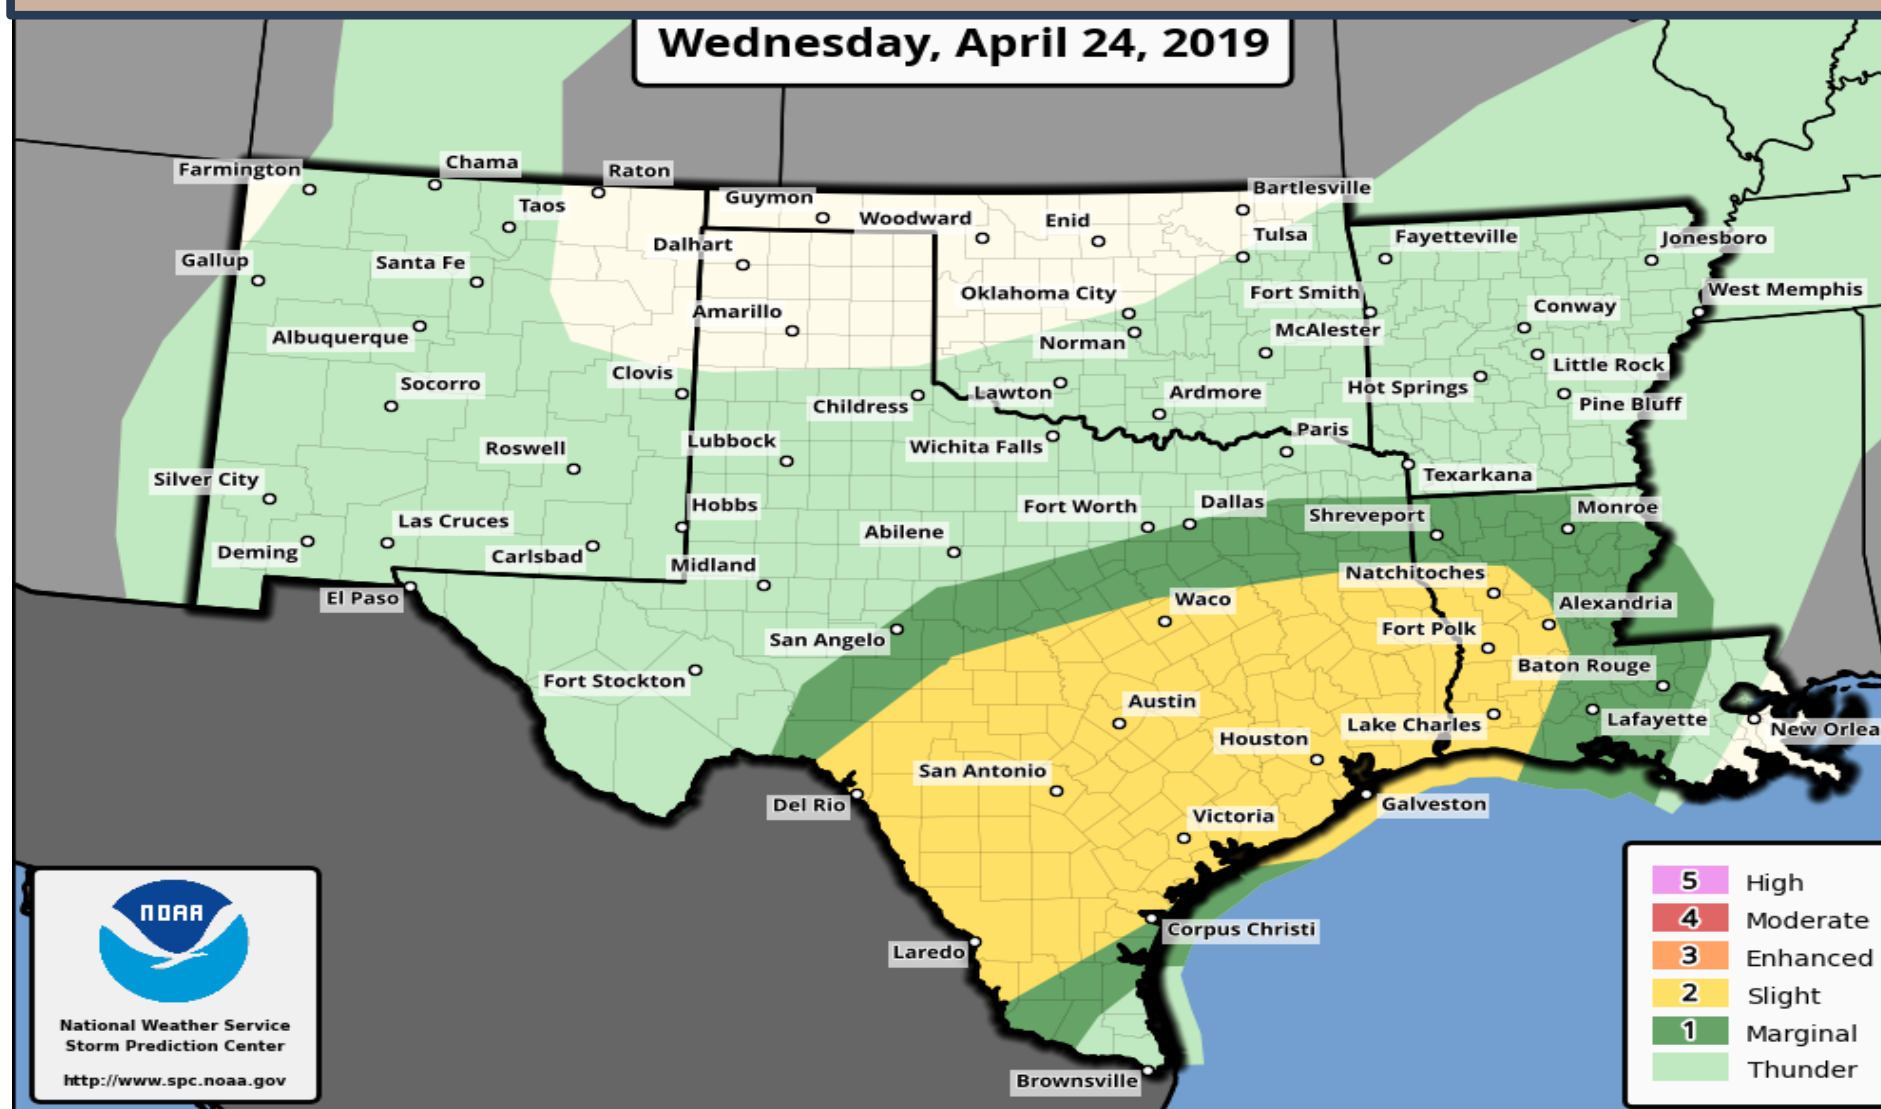 Wednesday, April 24, 2019
Farmington
Chama
Raton
Taos
Guymon
Woodward
Enid
Bartlesville
Dalhart
Tulsa
Fayetteville
Jonesboro
Gallup
Santa Fe
Oklahoma City
Fort Smith
West Memphis
Amarillo
Conway
Albuquerque
Norman
McAlester
Little Rock
Clovis
Socorro
Childress
Lawton
Ardmore
Hot Springs
Pine Bluff
Roswell
Lubbock
Wichita Falls
Paris
Silver City
Texarkana
Hobbs
Fort Worth
Dallas
Shreveport
Monroe
Las Cruces
Deming
Carlsbad
Abilene
Midland
Natchitoches
El Paso
Waco
Alexandria
San Angelo
Fort Polk
Fort Stockton
Baton Rouge
Austin
Lake Charles
Lafayette
New Orlea
Houston
San Antonio
Del Rio
Galveston
Victoria
Corpus Christi
Laredo
Brownsville
NOAA
National Weather Service
Storm Prediction Center
http://www.spc.noaa.gov
5 High
4 Moderate
3 Enhanced
2 Slight
1 Marginal
Thunder